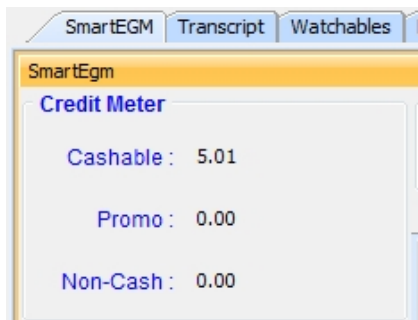 SmartEGM Transcript Watchables
SmartEgm
Credit Meter
Cashable : 5.01
Promo : 0.00
Non-Cash : 0.00